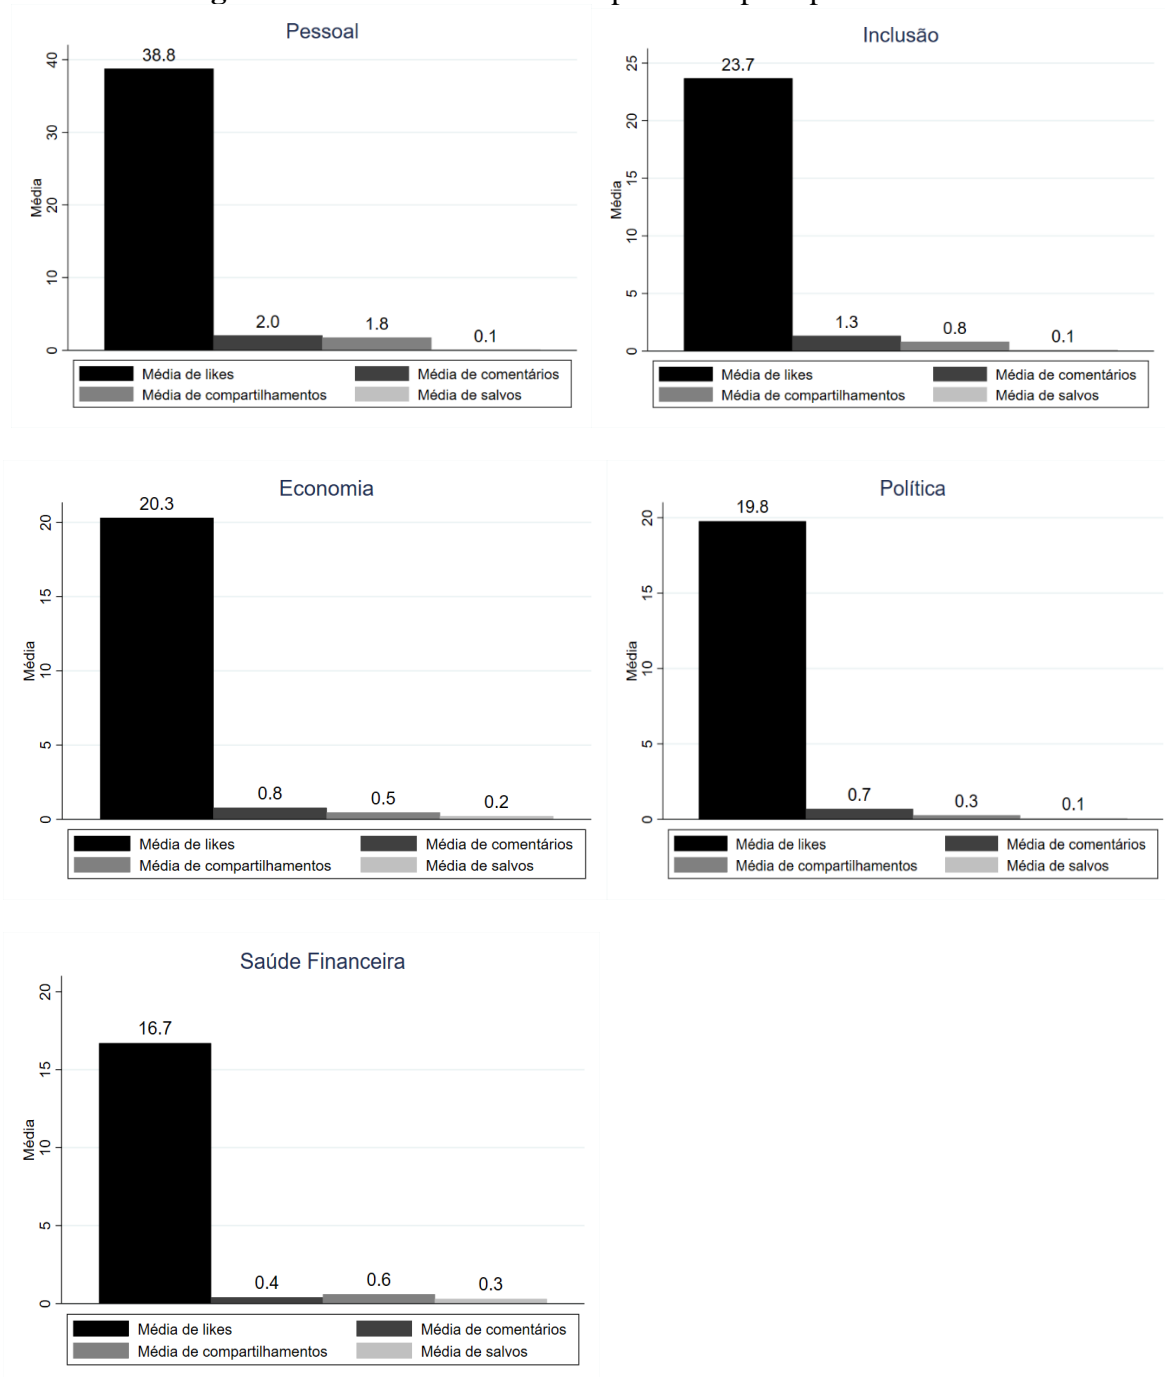 Pessoal
38.8
2.0
1.8
0.1
Média
0
10
20
30
40
Média de likes
Média de comentários
Média de compartilhamentos
Média de salvos
Inclusão
23.7
1.3
0.8
0.1
Média
0
5
10
15
20
25
Média de likes
Média de comentários
Média de compartilhamentos
Média de salvos
Economia
20.3
0.8
0.5
0.2
Média
0
5
10
15
20
Média de likes
Média de comentários
Média de compartilhamentos
Média de salvos
Política
19.8
0.7
0.3
0.1
Média
0
5
10
15
20
Média de likes
Média de comentários
Média de compartilhamentos
Média de salvos
Saúde Financeira
16.7
0.4
0.6
0.3
Média
0
5
10
15
20
Média de likes
Média de comentários
Média de compartilhamentos
Média de salvos